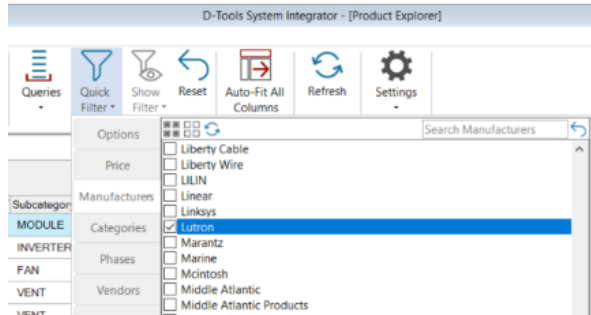 D-Tools System Integrator - [Product Explorer]
Queries
Quick Filter
Show Filter
Reset
Auto-Fit All Columns
Refresh
Settings
Options
Price
Manufacturers
Categories
Phases
Vendors
Search Manufacturers
Liberty Cable
Liberty Wire
LILIN
Linear
Linksys
Lutron
Marantz
Marine
Mcintosh
Middle Atlantic
Middle Atlantic Products
MODULE
INVERTER
FAN
VENT